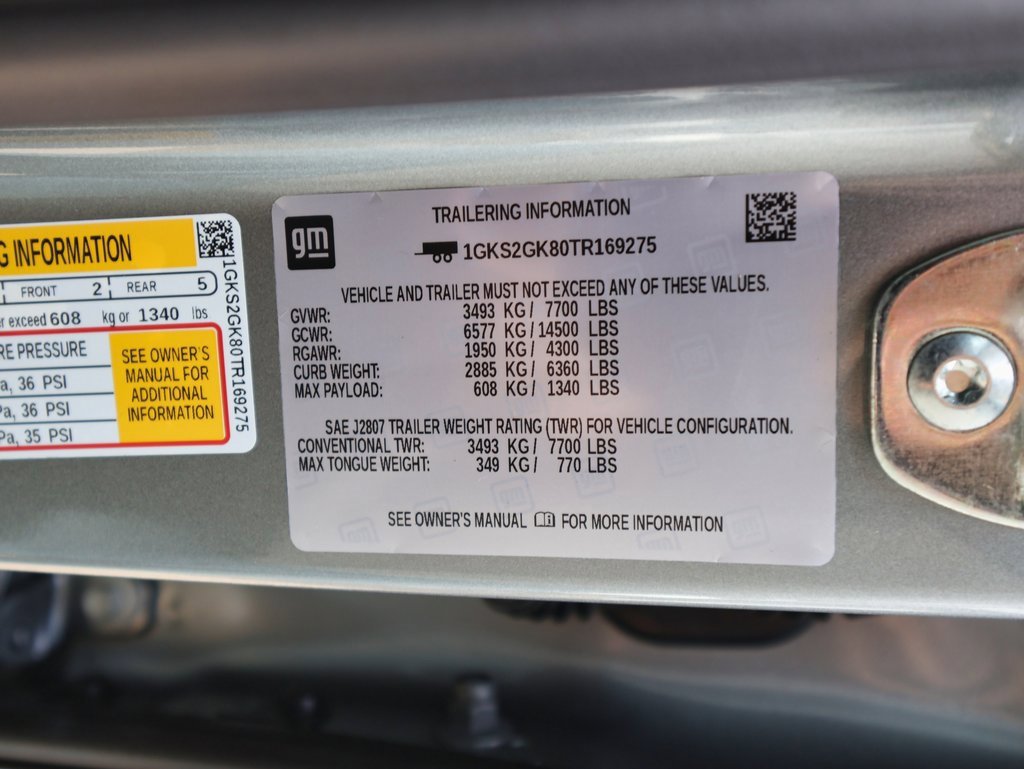 G INFORMATION
FRONT 2 REAR 5
exceed 608 kg or 1340 lbs.
PRESSURE
36 PSI
36 PSI
35 PSI
SEE OWNER'S
MANUAL FOR
ADDITIONAL
INFORMATION
1GKS2GK80TR169275
gm
TRAILERING INFORMATION
1GKS2GK80TR169275
VEHICLE AND TRAILER MUST NOT EXCEED ANY OF THESE VALUES.
GVWR: 3493 KG/ 7700 LBS
GCWR: 6577 KG/14500 LBS
RGAWR: 1950 KG/ 4300 LBS
CURB WEIGHT: 2885 KG/ 6360 LBS
MAX PAYLOAD: 608 KG/ 1340 LBS
SAE J2807 TRAILER WEIGHT RATING (TWR) FOR VEHICLE CONFIGURATION.
CONVENTIONAL TWR: 3493 KG/ 7700 LBS
MAX TONGUE WEIGHT: 349 KG/ 770 LBS
SEE OWNER'S MANUAL FOR MORE INFORMATION